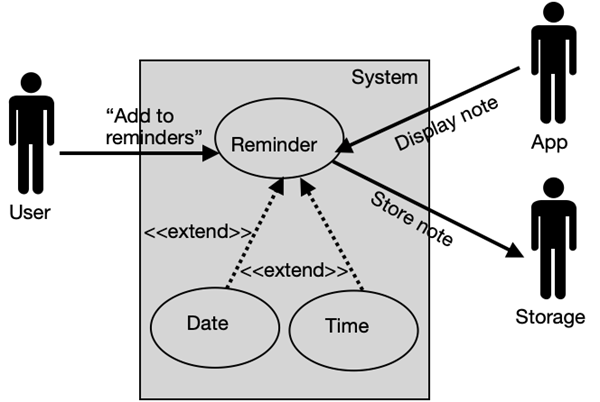 System
“Add to
reminders”
Reminder
Display note
App
User
Store note
<<extend>>
<<extend>>
Date
Time
Storage